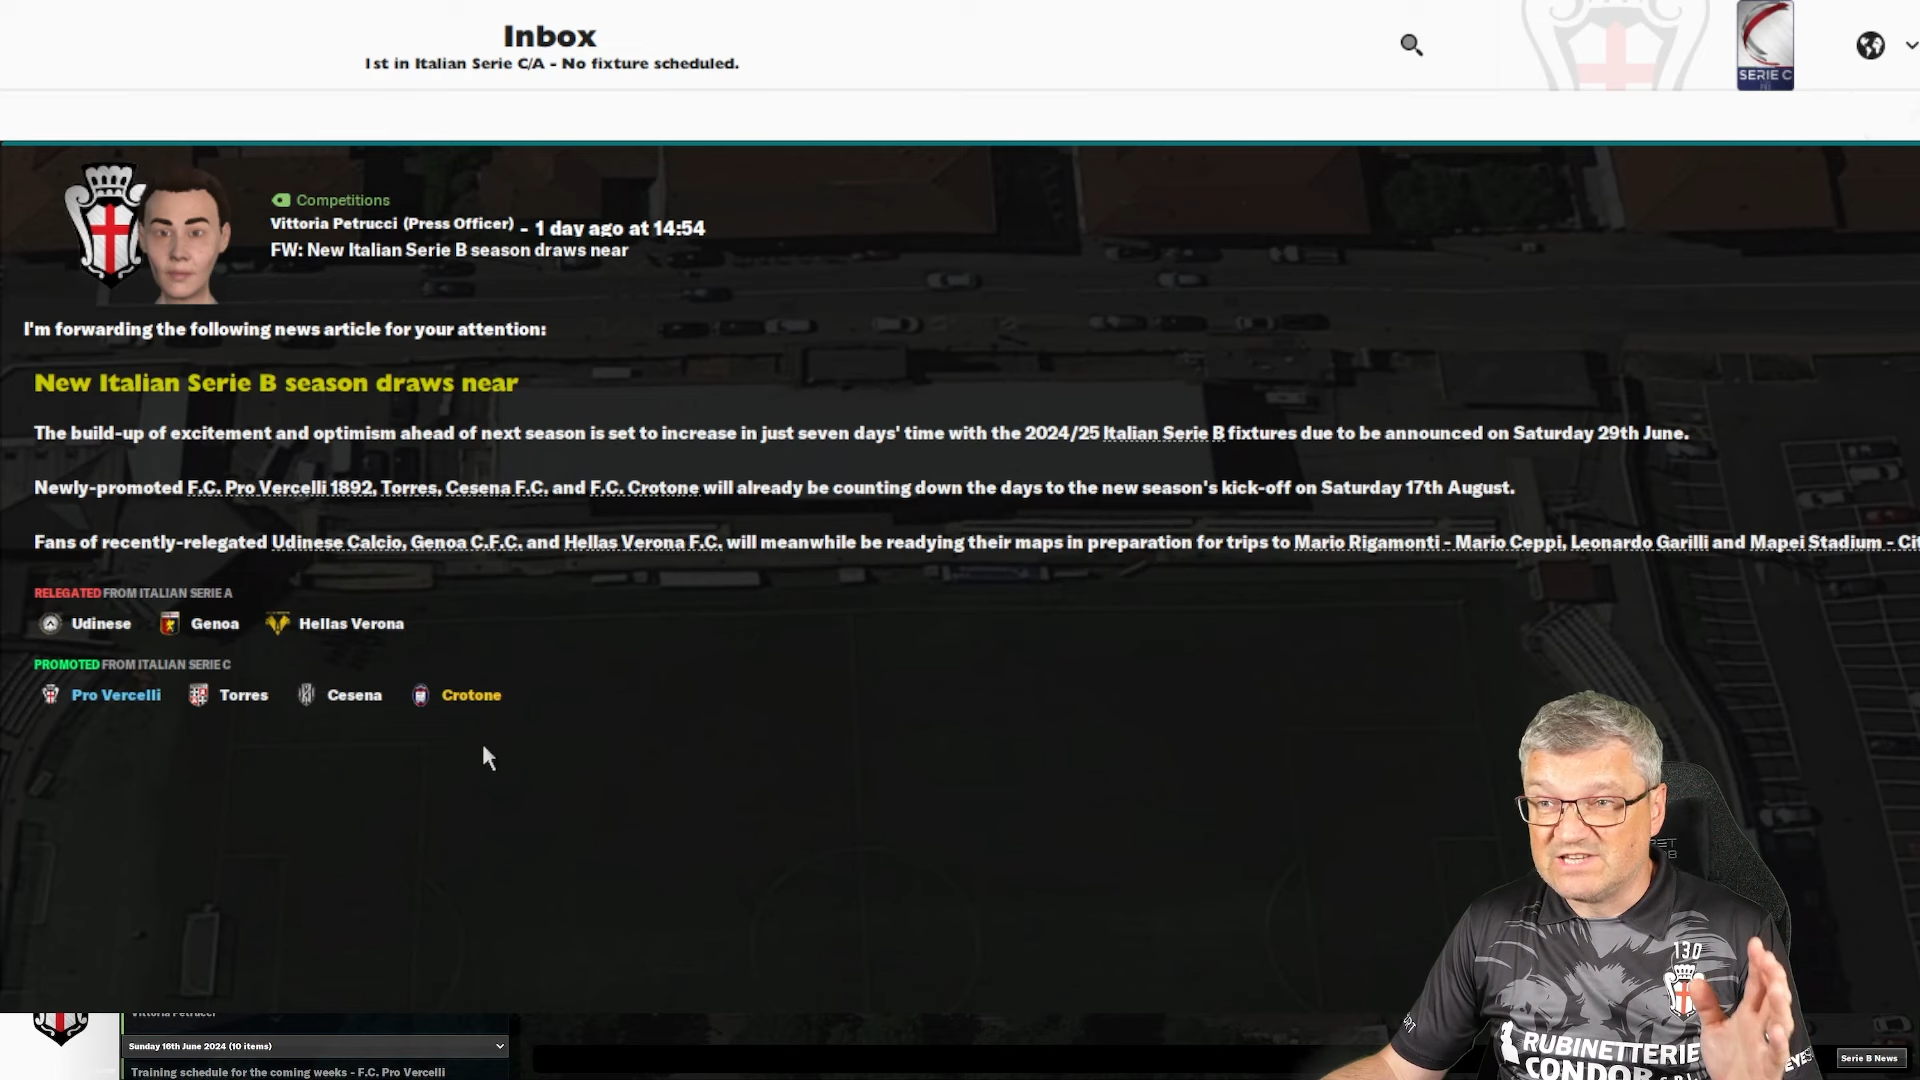 Inbox
1st in Italian Serie C/A - No fixture scheduled.
SERIE C
Competitions
Vittoria Petrucci (Press Officer) - 1 day ago at 14:54
FW: New Italian Serie B season draws near
I'm forwarding the following news article for your attention:
New Italian Serie B season draws near
The build-up of excitement and optimism ahead of next season is set to increase in just seven days' time with the 2024/25 Italian Serie B fixtures due to be announced on Saturday 29th June.
Newly-promoted F.C. Pro Vercelli 1892, Torres, Cesena F.C. and F.C. Crotone will already be counting down the days to the new season's kick-off on Saturday 17th August.
Fans of recently-relegated Udinese Calcio, Genoa C.F.C. and Hellas Verona F.C. will meanwhile be readying their maps in preparation for trips to Mario Rigamonti - Mario Ceppi, Leonardo Garilli and Mapei Stadium - Cit
RELEGATED FROM ITALIAN SERIE A
Udinese Genoa Hellas Verona
PROMOTED FROM ITALIAN SERIE C
Pro Vercelli Torres Cesena Crotone
130
RUBINETTERIE
CONDOR
Vittoria Petrucci
Sunday 16th June 2024 (10 items)
Training schedule for the coming weeks - F.C. Pro Vercelli
Serie B News